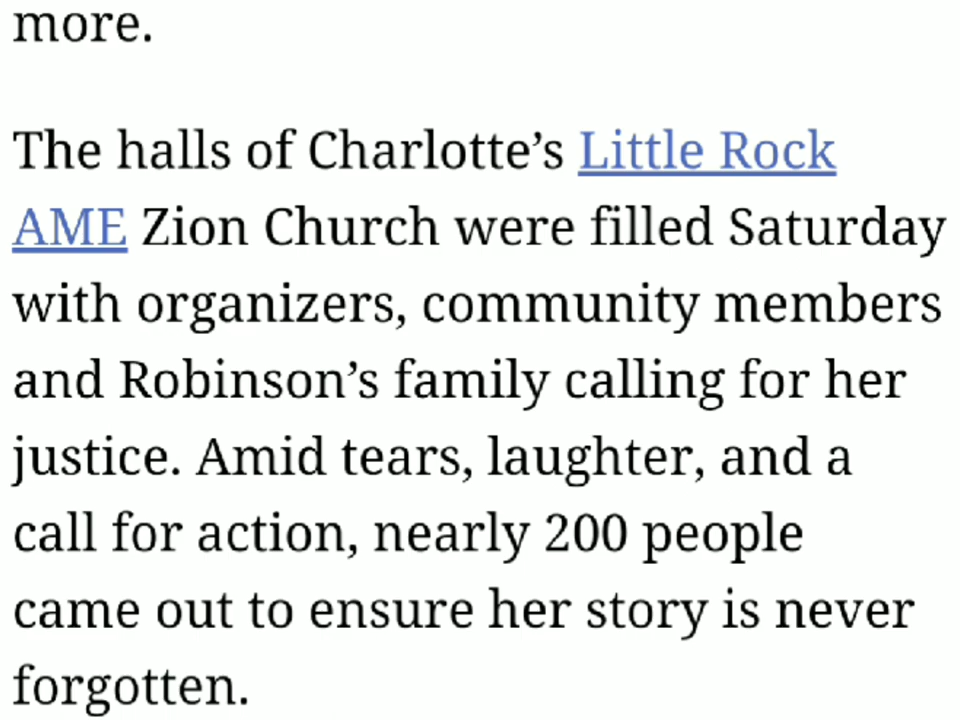 more.
The halls of Charlotte’s Little Rock
AME Zion Church were filled Saturday
with organizers, community members
and Robinson’s family calling for her
justice. Amid tears, laughter, and a
call for action, nearly 200 people
came out to ensure her story is never
forgotten.